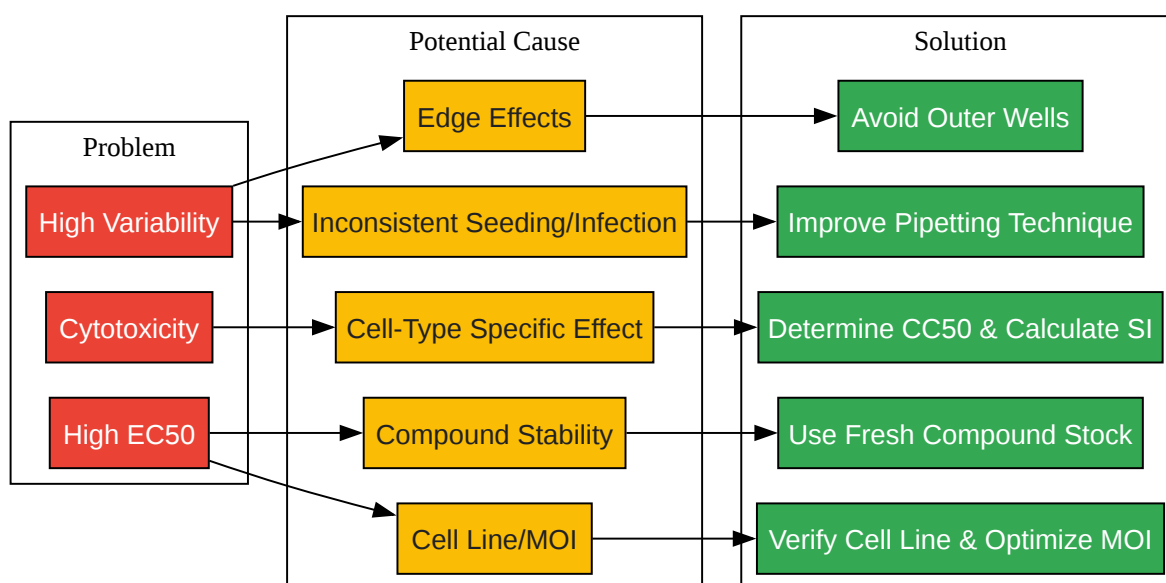 Problem
High Variability
Cytotoxicity
High EC50
Potential Cause
Edge Effects
Inconsistent Seeding/Infection
Cell-Type Specific Effect
Compound Stability
Cell Line/MOI
Solution
Avoid Outer Wells
Improve Pipetting Technique
Determine CC50 & Calculate SI
Use Fresh Compound Stock
Verify Cell Line & Optimize MOI